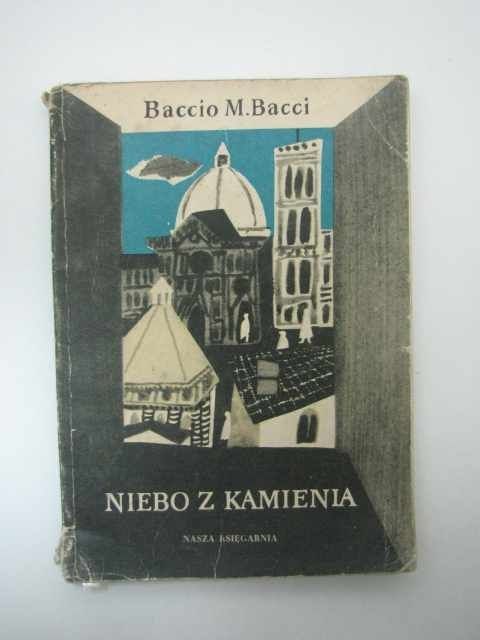 Baccio M. Bacci
NIEBO Z KAMIENIA
NASZA KSIĘGARNIA